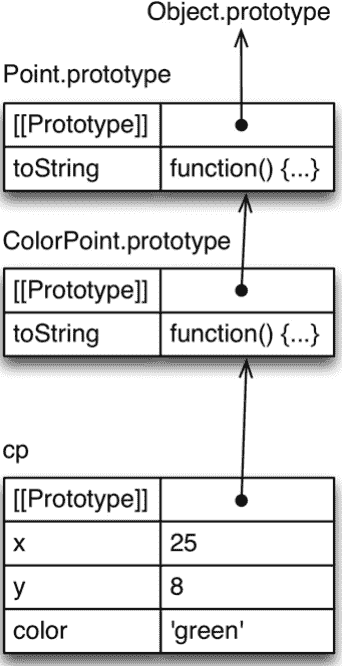 Object.prototype
Point.prototype
[[Prototype]]
toString function() {...}
ColorPoint.prototype
[[Prototype]]
toString function() {...}
cp
[[Prototype]]
x 25
y 8
color 'green'